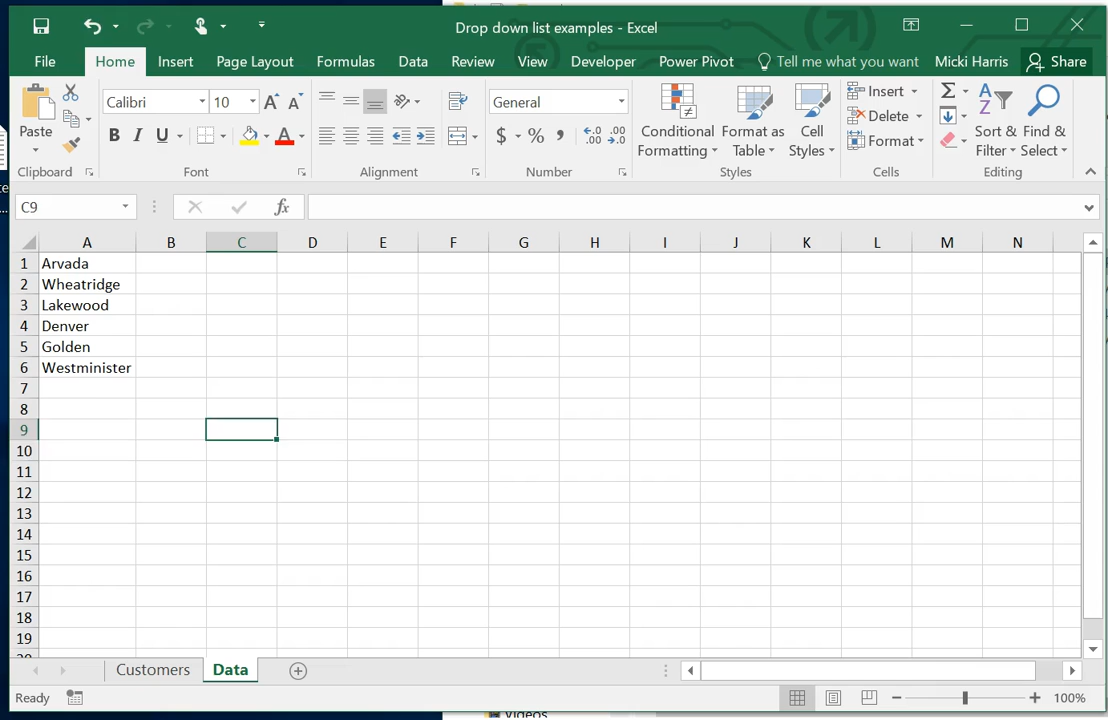 Drop down list examples - Excel
File Home Insert Page Layout Formulas Data Review View Developer Power Pivot Tell me what you want Micki Harris Share
Calibri 10 General Insert
Paste B I U $ % , Conditional Formatting Format as Table Cell Styles Delete Sort & Filter Find & Select
Format
Clipboard Font Alignment Number Styles Cells Editing
C9 fx
A B C D E F G H I J K L M N
1 Arvada
2 Wheatridge
3 Lakewood
4 Denver
5 Golden
6 Westminister
7
8
9
10
11
12
13
14
15
16
17
18
19
Customers Data
Ready 100%
Videos